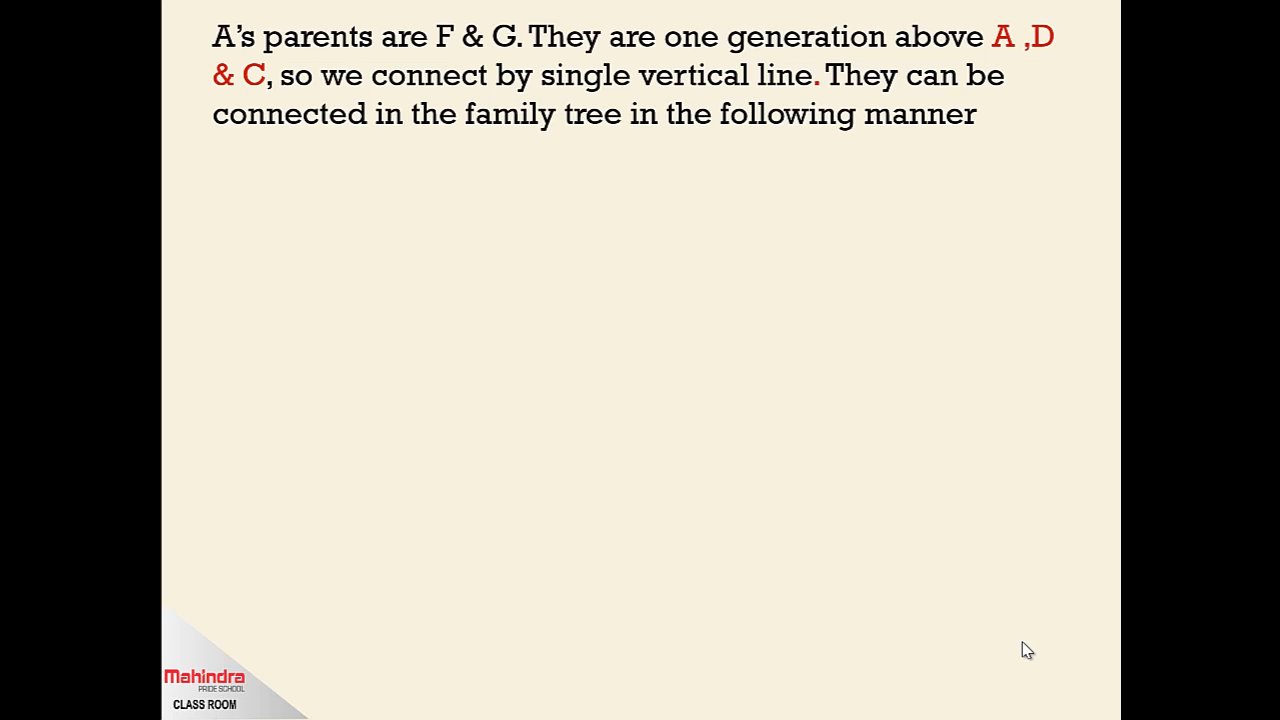 A’s parents are F & G. They are one generation above A ,D
& C, so we connect by single vertical line. They can be
connected in the family tree in the following manner
Mahindra
PRIDE SCHOOL
CLASS ROOM